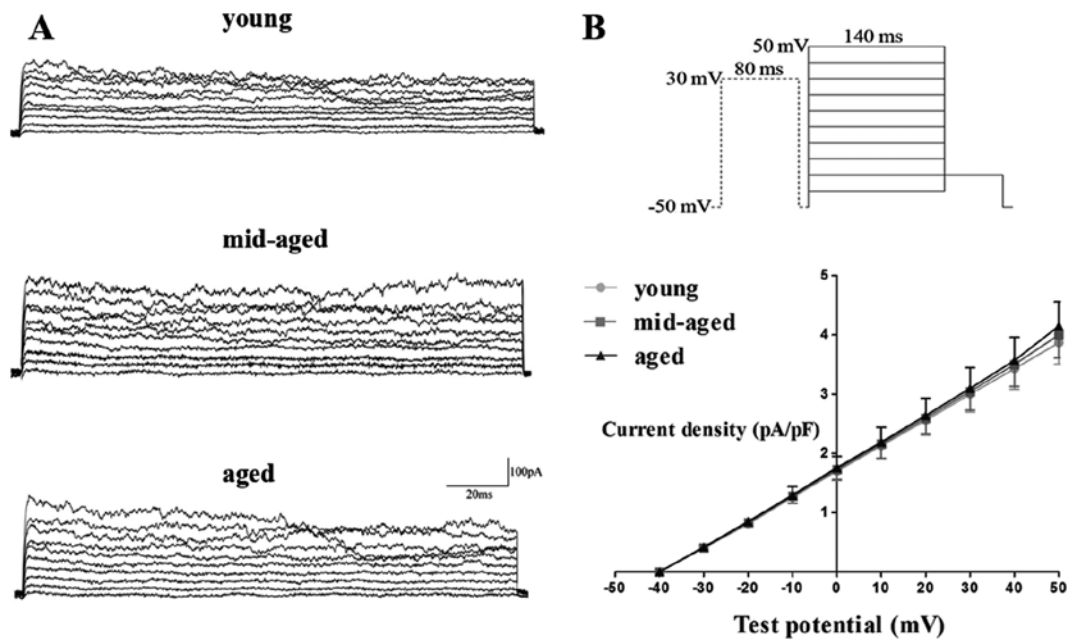 A
young
mid-aged
aged
100pA
20ms
B
50 mV
140 ms
30 mV
80 ms
-50 mV
young
mid-aged
aged
Current density (pA/pF)
5
4
3
2
1
-50 -40 -30 -20 -10 0 10 20 30 40 50
Test potential (mV)